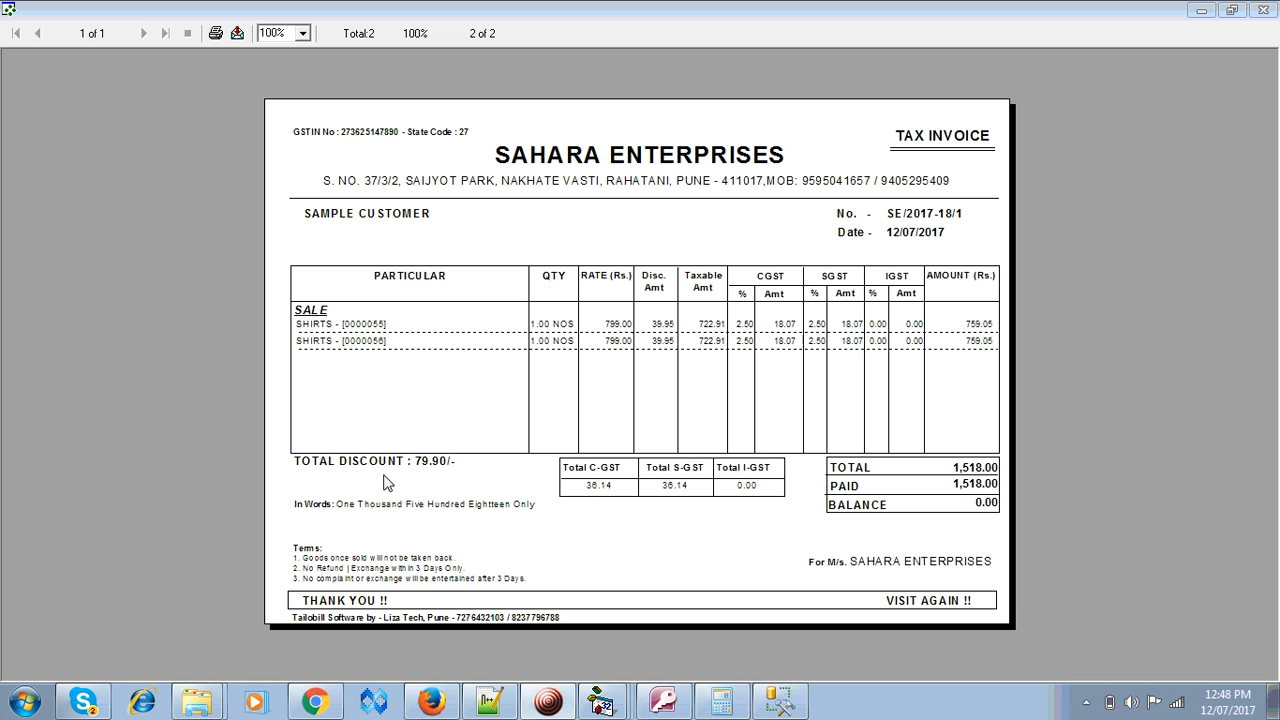 1 of 1 100% Total:2 100% 2 of 2
GSTIN No : 273625147890 - State Code : 27
TAX INVOICE
SAHARA ENTERPRISES
S. NO. 37/3/2, SAIJYOT PARK, NAKHATE VASTI, RAHATANI, PUNE - 411017,MOB: 9595041657 / 9405295409
SAMPLE CUSTOMER No. - SE/2017-18/1
Date - 12/07/2017
PARTICULAR QTY RATE (Rs.) Disc. Amt Taxable Amt CGST SGST IGST AMOUNT (Rs.)
% Amt % Amt % Amt
SALE
SHIRTS - [0000055] 1.00 NOS 799.00 39.95 722.91 2.50 18.07 2.50 18.07 0.00 0.00 759.05
SHIRTS - [0000056] 1.00 NOS 799.00 39.95 722.91 2.50 18.07 2.50 18.07 0.00 0.00 759.05
TOTAL DISCOUNT : 79.90/-
Total C-GST Total S-GST Total I-GST
36.14 36.14 0.00
TOTAL 1,518.00
PAID 1,518.00
BALANCE 0.00
In Words: One Thousand Five Hundred Eightteen Only
Terms:
1. Goods once sold will not be taken back.
2. No Refund | Exchange within 3 Days Only.
3. No complaint or exchange will be entertained after 3 Days.
For M/s. SAHARA ENTERPRISES
THANK YOU !! VISIT AGAIN !!
Tailobill Software by - Liza Tech, Pune - 7276432103 / 8237796788
12:48 PM
12/07/2017